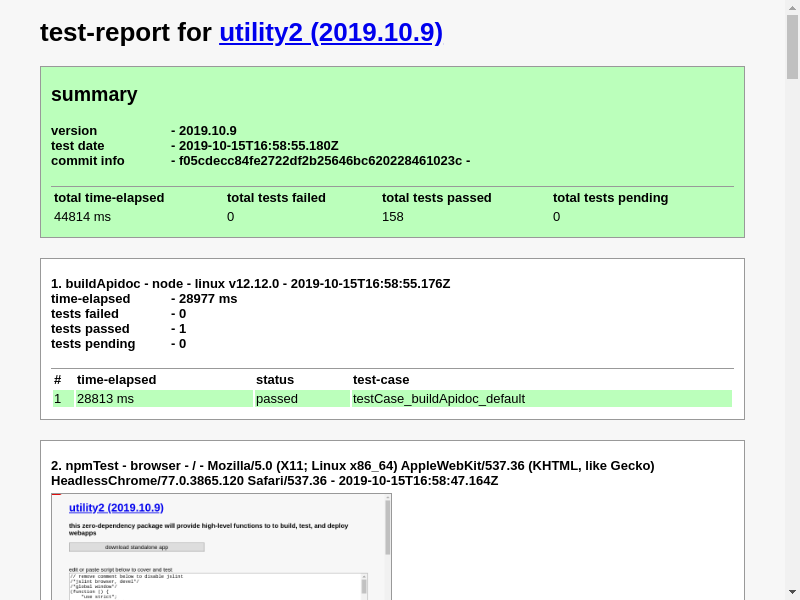 test-report for utility2 (2019.10.9)
summary
version - 2019.10.9
test date - 2019-10-15T16:58:55.180Z
commit info - f05cdecc84fe2722df2b25646bc620228461023c -
total time-elapsed total tests failed total tests passed total tests pending
44814 ms 0 158 0
1. buildApidoc - node - linux v12.12.0 - 2019-10-15T16:58:55.176Z
time-elapsed - 28977 ms
tests failed - 0
tests passed - 1
tests pending - 0
# time-elapsed status test-case
1 28813 ms passed testCase_buildApidoc_default
2. npmTest - browser - / - Mozilla/5.0 (X11; Linux x86_64) AppleWebKit/537.36 (KHTML, like Gecko)
HeadlessChrome/77.0.3865.120 Safari/537.36 - 2019-10-15T16:58:47.164Z
utility2 (2019.10.9)
this zero-dependency package will provide high-level functions to to build, test, and deploy
webapps
download standalone app
edit or paste script below to cover and test
// remove comment below to disable jslint
/*jslint browser, devel*/
/*global window*/
(function () {
"use strict";